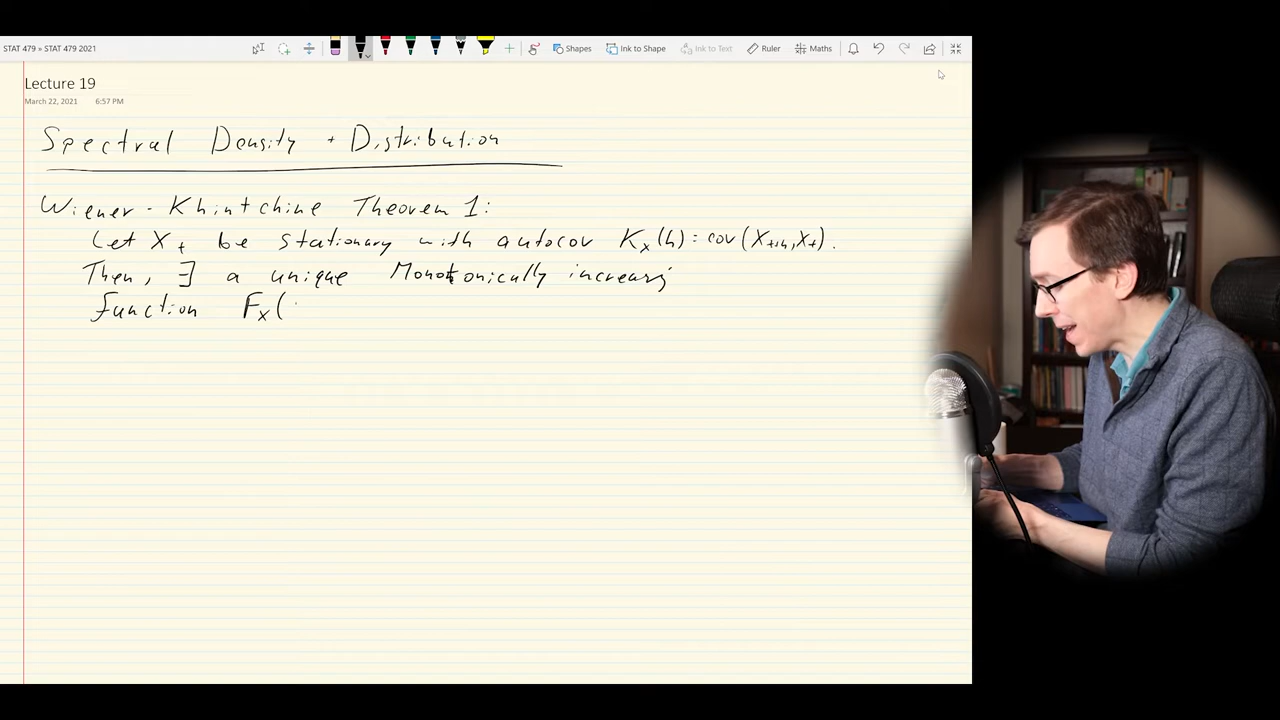 STAT 479 » STAT 479 2021
Shapes Ink to Shape Ink to Text Ruler Maths
Lecture 19
March 22, 2021 6:57 PM
Spectral Density + Distribution
Wiener - Khintchine Theorem 1:
Let X_t be stationary with autocov K_x(h) = cov(X_{t+h}, X_t).
Then, ∃ a unique Monotonically increasing
function F_x(